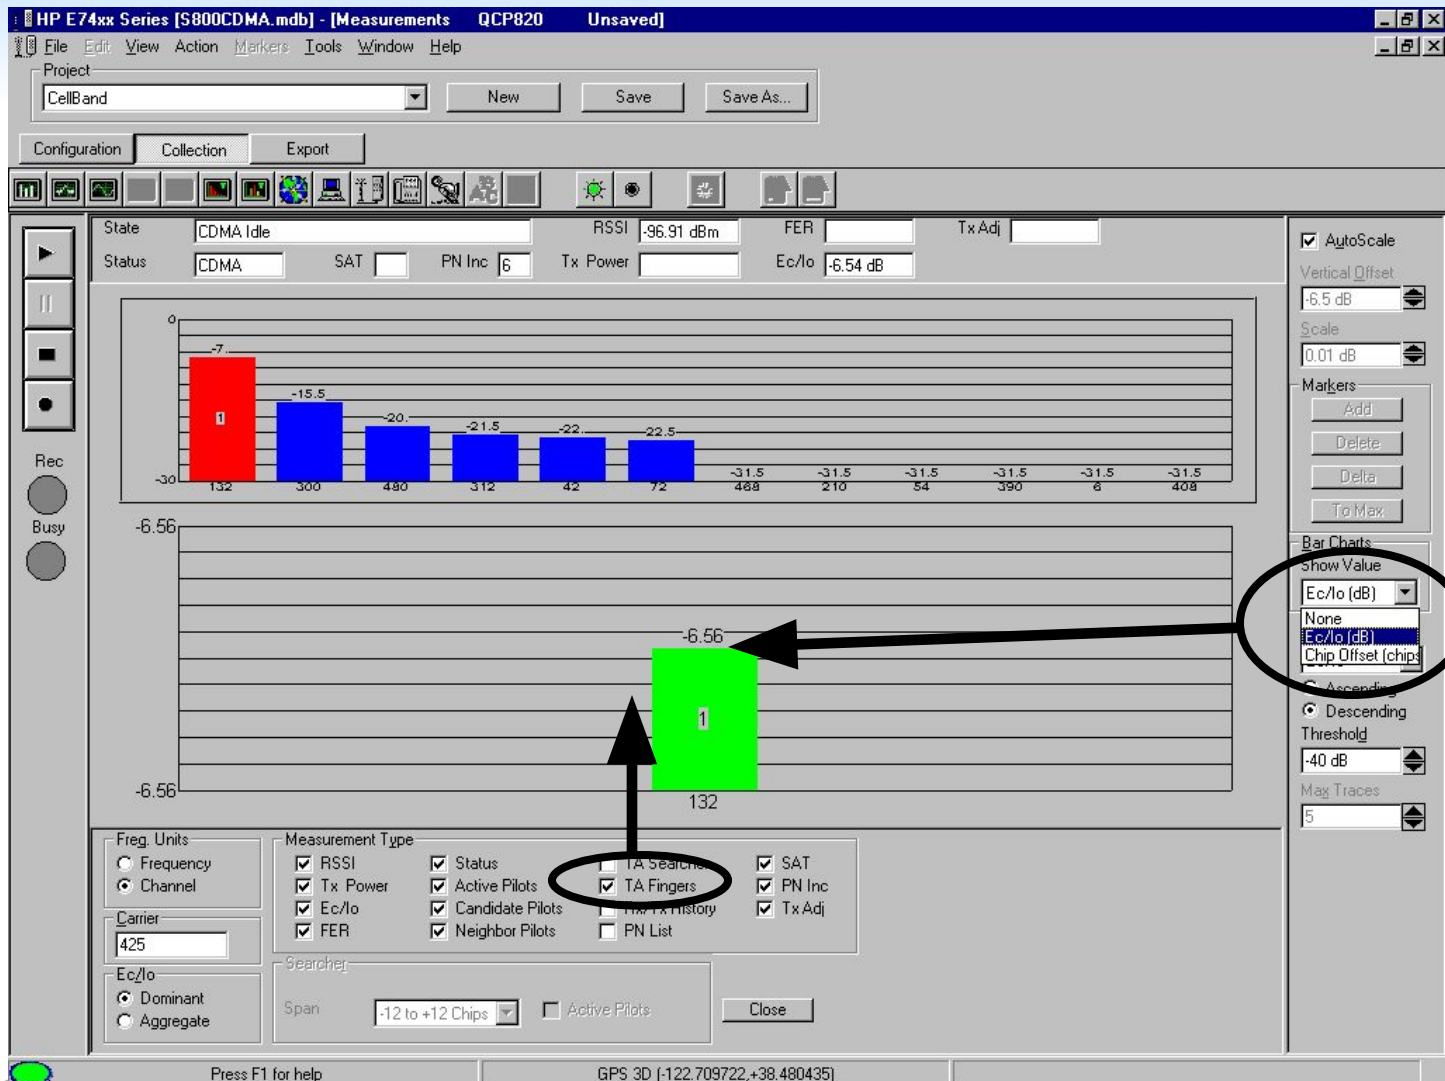 HP E74xx Series [S800CDMA.mdb] - [Measurements QCP820 Unsaved]
File Edit View Action Markers Tools Window Help
Project
CellBand New Save Save As...
Configuration Collection Export
State CDMA Idle RSSI -96.91 dBm FER Tx Adj
Status CDMA SAT PN Inc 6 Tx Power Ec/Io -6.54 dB
Rec
Busy
0
-7. -15.5 -20. -21.5 -22. -22.5 -31.5 -31.5 -31.5 -31.5 -31.5 -31.5
1
-30
132 300 480 312 42 72 468 210 54 390 6 408
-6.56
-6.56
1
-6.56
132
AutoScale
Vertical Offset
-6.5 dB
Scale
0.01 dB
Markers
Add
Delete
Delta
To Max
Bar Charts
Show Value
Ec/Io (dB)
None
Ec/Io (dB)
Chip Offset (chips
Ascending
Descending
Threshold
-40 dB
Max Traces
5
Freq. Units
Frequency
Channel
Carrier
425
Ec/Io
Dominant
Aggregate
Measurement Type
RSSI Status TA Searcher SAT
Tx Power Active Pilots TA Fingers PN Inc
Ec/Io Candidate Pilots Rx/Tx History Tx Adj
FER Neighbor Pilots PN List
Searcher
Span -12 to +12 Chips Active Pilots Close
Press F1 for help GPS 3D (-122.709722,+38.480435)